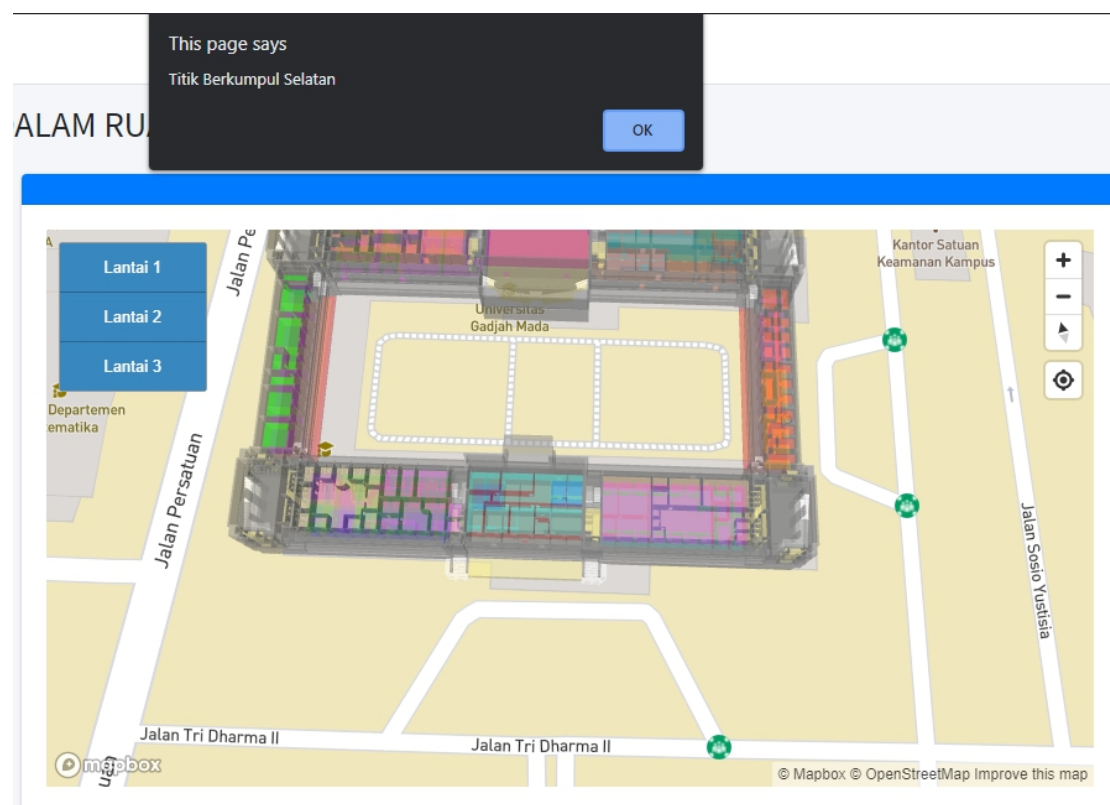 This page says
Titik Berkumpul Selatan
OK
ALAM RU
Jalan Pe
Kantor Satuan
Keamanan Kampus
Lantai 1
Lantai 2
Lantai 3
Universitas
Gadjah Mada
Departemen
ematika
Jalan Persatuan
Jalan Sosio Yustisia
Jalan Tri Dharma II
Jalan Tri Dharma II
mapbox
© Mapbox © OpenStreetMap Improve this map